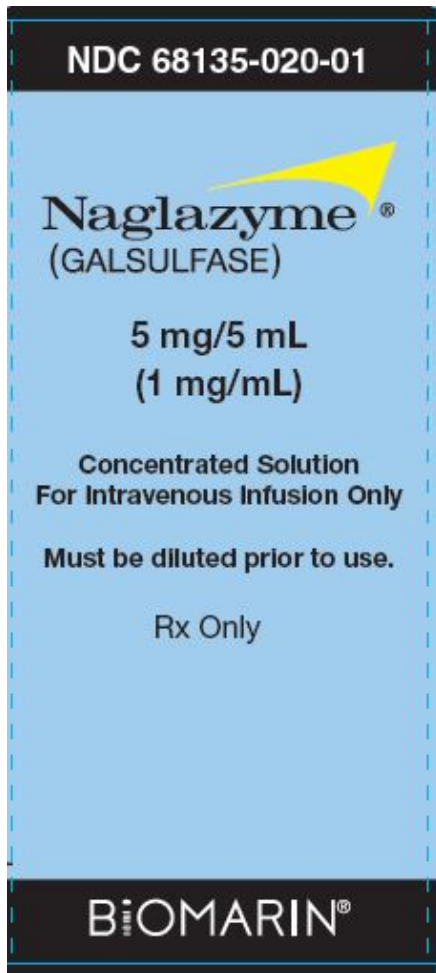 NDC 68135-020-01
Naglazyme®
(GALSULFASE)
5 mg/5 mL
(1 mg/mL)
Concentrated Solution
For Intravenous Infusion Only
Must be diluted prior to use.
Rx Only
BIOMARIN®